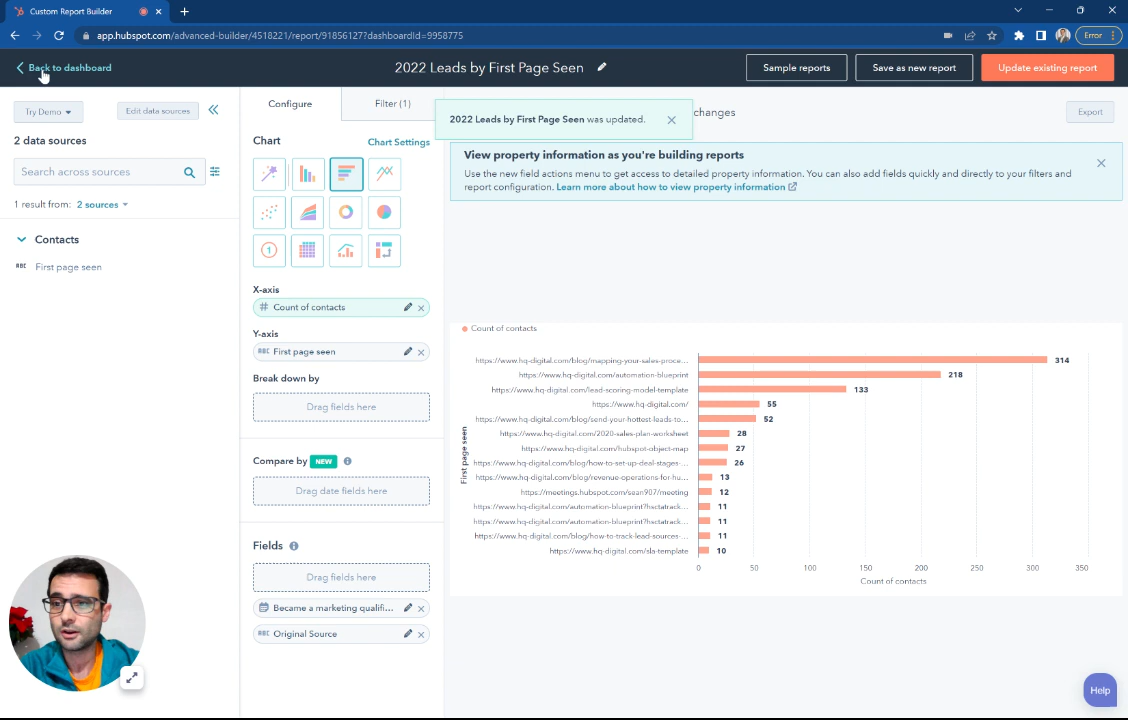 Custom Report Builder
app.hubspot.com/advanced-builder/report/91856127?dashboardId=9958775
Error
Back to dashboard
2022 Leads by First Page Seen
Sample reports
Save as new report
Update existing report
Try Demo
Edit data sources
Configure
Filter (1)
2022 Leads by First Page Seen was updated.
changes
Export
2 data sources
Chart
Chart Settings
View property information as you're building reports
Use the new field actions menu to get access to detailed property information. You can also add fields quickly and directly to your filters and
report configuration. Learn more about how to view property information
Search across sources
1 result from: 2 sources
Contacts
ABC First page seen
1
X-axis
# Count of contacts
Y-axis
ABC First page seen
Break down by
Drag fields here
Compare by NEW
Drag date fields here
Fields
Drag fields here
Became a marketing qualifi...
ABC Original Source
Count of contacts
First page seen
https://www.hq-digital.com/blog/mapping-your-sales-proce... 314
https://www.hq-digital.com/automation-blueprint 218
https://www.hq-digital.com/lead-scoring-model-template 133
https://www.hq-digital.com/ 55
https://www.hq-digital.com/blog/send-your-hottest-leads-to... 52
https://www.hq-digital.com/2020-sales-plan-worksheet 28
https://www.hq-digital.com/hubspot-object-map 27
https://www.hq-digital.com/blog/how-to-set-up-deal-stages-... 26
https://www.hq-digital.com/blog/revenue-operations-for-hu... 13
https://meetings.hubspot.com/sean907/meeting 12
https://www.hq-digital.com/automation-blueprint?hsctatrack... 11
https://www.hq-digital.com/automation-blueprint?hsctatrack... 11
https://www.hq-digital.com/blog/how-to-track-lead-sources-... 11
https://www.hq-digital.com/sla-template 10
0 50 100 150 200 250 300 350
Count of contacts
Help